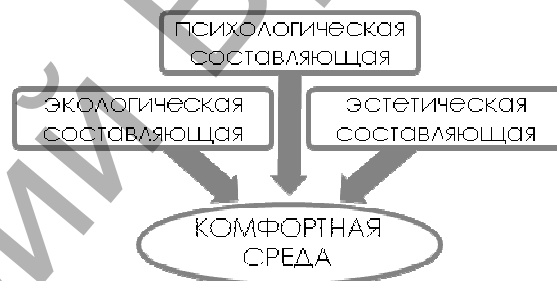 психологическая
составляющая
экологическая
составляющая
эстетическая
составляющая
КОМФОРТНАЯ
СРЕДА